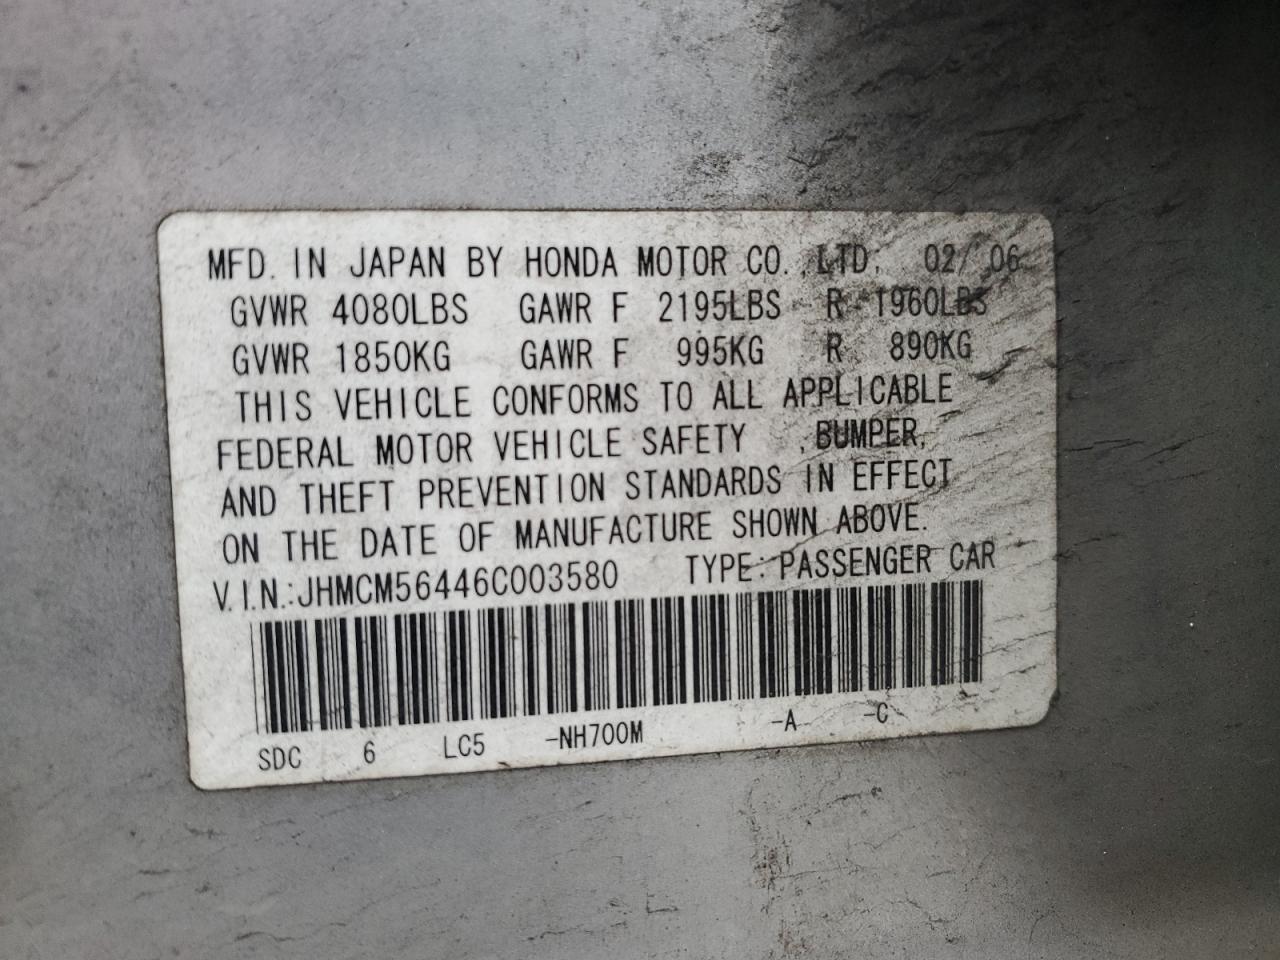 MFD. IN JAPAN BY HONDA MOTOR CO., LTD. 02/ 06
GVWR 4080LBS GAWR F 2195LBS R 1960LBS
GVWR 1850KG GAWR F 995KG R 890KG
THIS VEHICLE CONFORMS TO ALL APPLICABLE
FEDERAL MOTOR VEHICLE SAFETY , BUMPER,
AND THEFT PREVENTION STANDARDS IN EFFECT
ON THE DATE OF MANUFACTURE SHOWN ABOVE.
V.I.N.:JHMCM56446C003580 TYPE:PASSENGER CAR
SDC 6 LC5 -NH700M -A -C